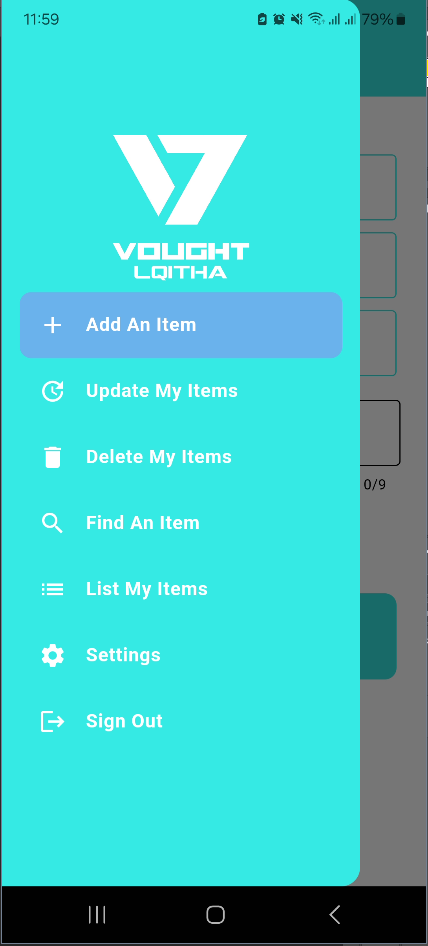 11:59
79%
VOUGHT
LQITHA
Add An Item
Update My Items
Delete My Items
Find An Item
List My Items
0/9
Settings
Sign Out